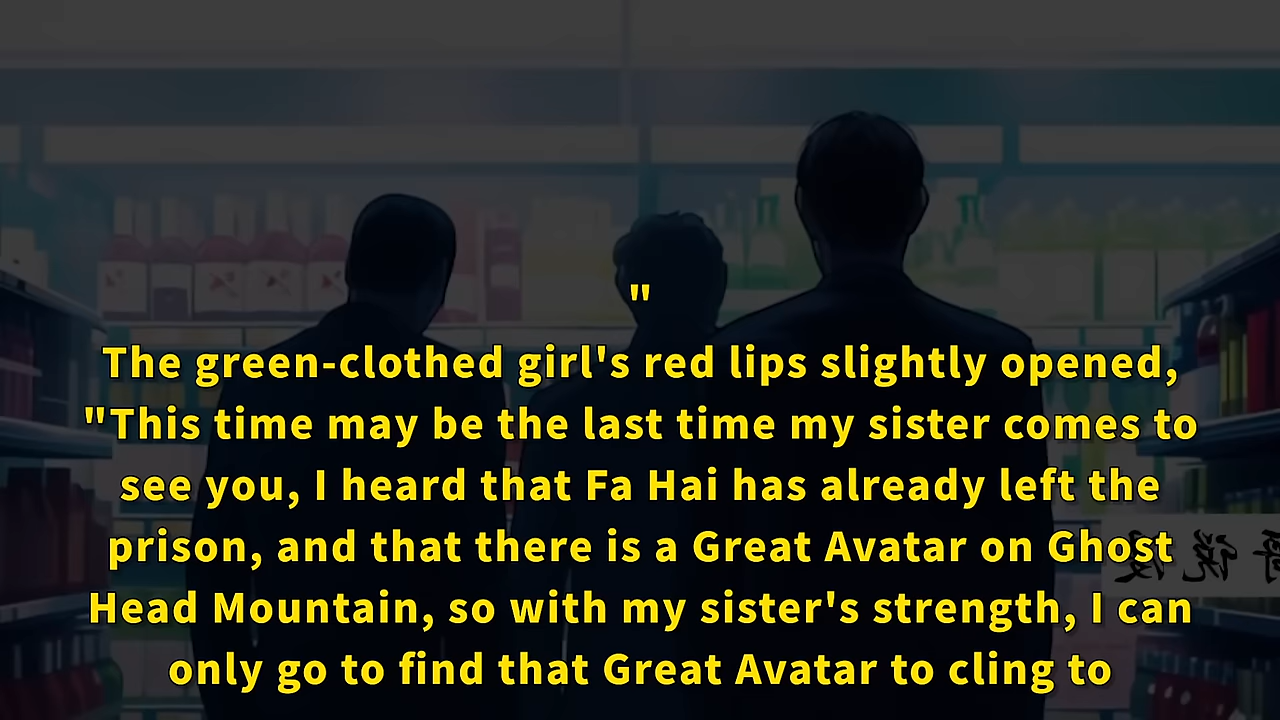 "
The green-clothed girl's red lips slightly opened,
"This time may be the last time my sister comes to
see you, I heard that Fa Hai has already left the
prison, and that there is a Great Avatar on Ghost
Head Mountain, so with my sister's strength, I can
only go to find that Great Avatar to cling to